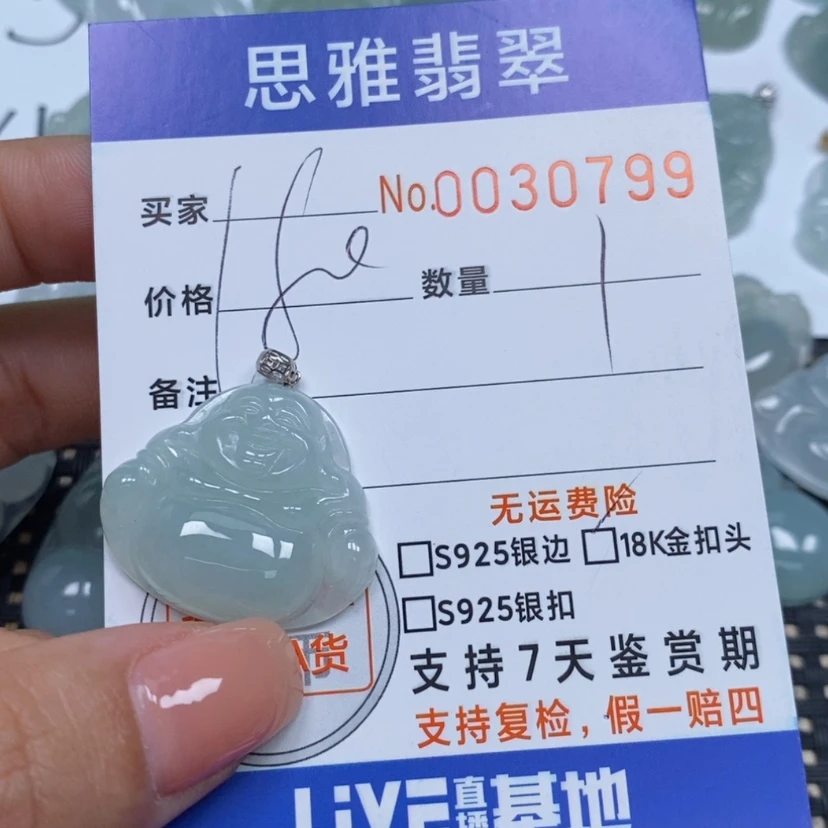 思雅翡翠
买家
No.0030799
价格
数量 1
备注
无运费险
□S925银边 □18K金扣头
□S925银扣
A货
支持7天鉴赏期
支持复检，假一赔四
LiVE直播基地